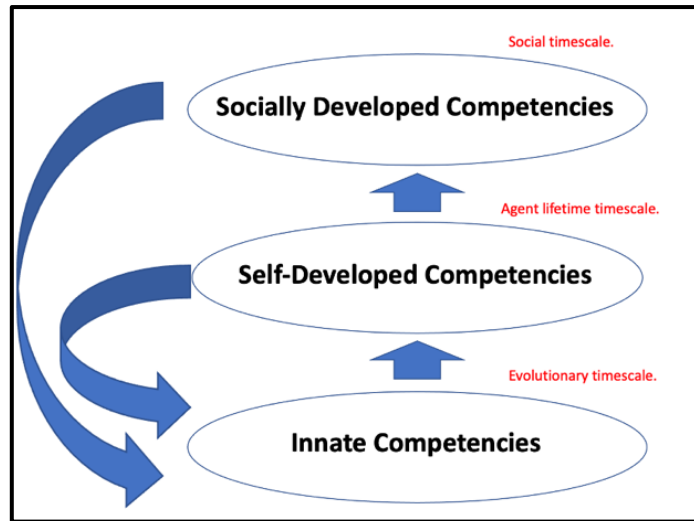 Social timescale.
Socially Developed Competencies
Agent lifetime timescale.
Self-Developed Competencies
Evolutionary timescale.
Innate Competencies